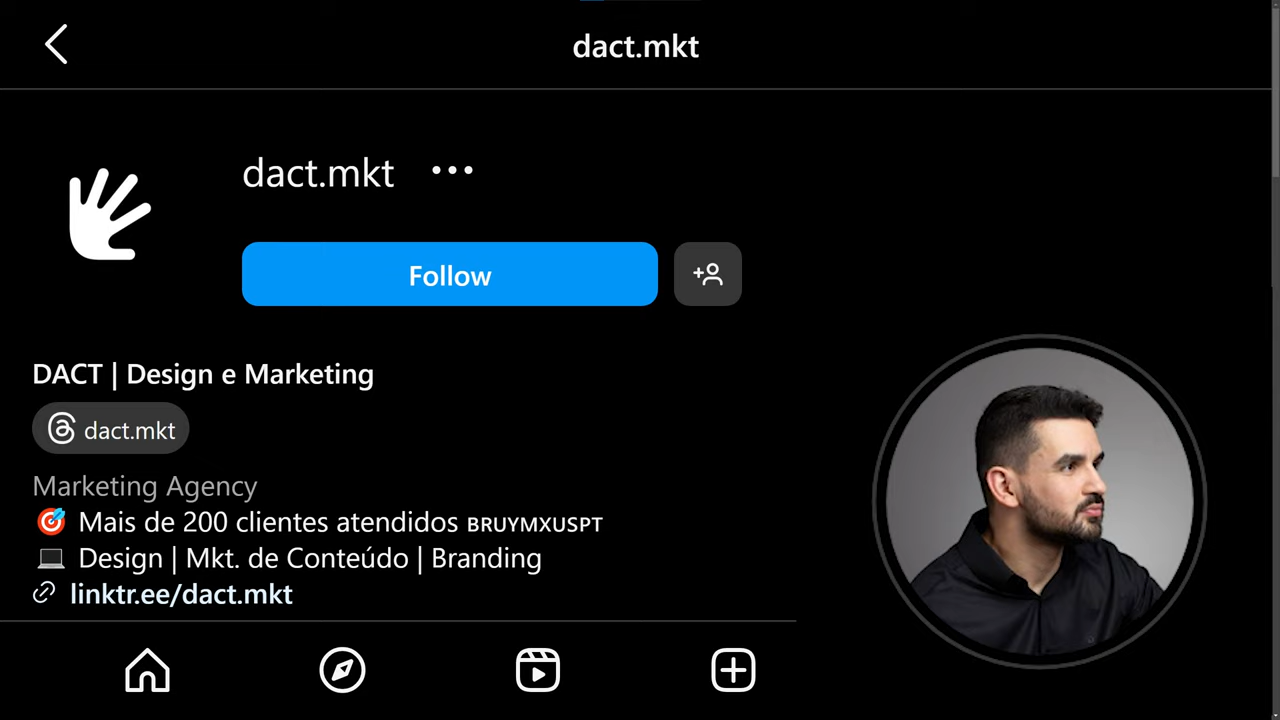 dact.mkt
dact.mkt
Follow
DACT | Design e Marketing
dact.mkt
Marketing Agency
🎯 Mais de 200 clientes atendidos ʙʀᴜʏᴍxᴜsᴘᴛ
💻 Design | Mkt. de Conteúdo | Branding
linktr.ee/dact.mkt